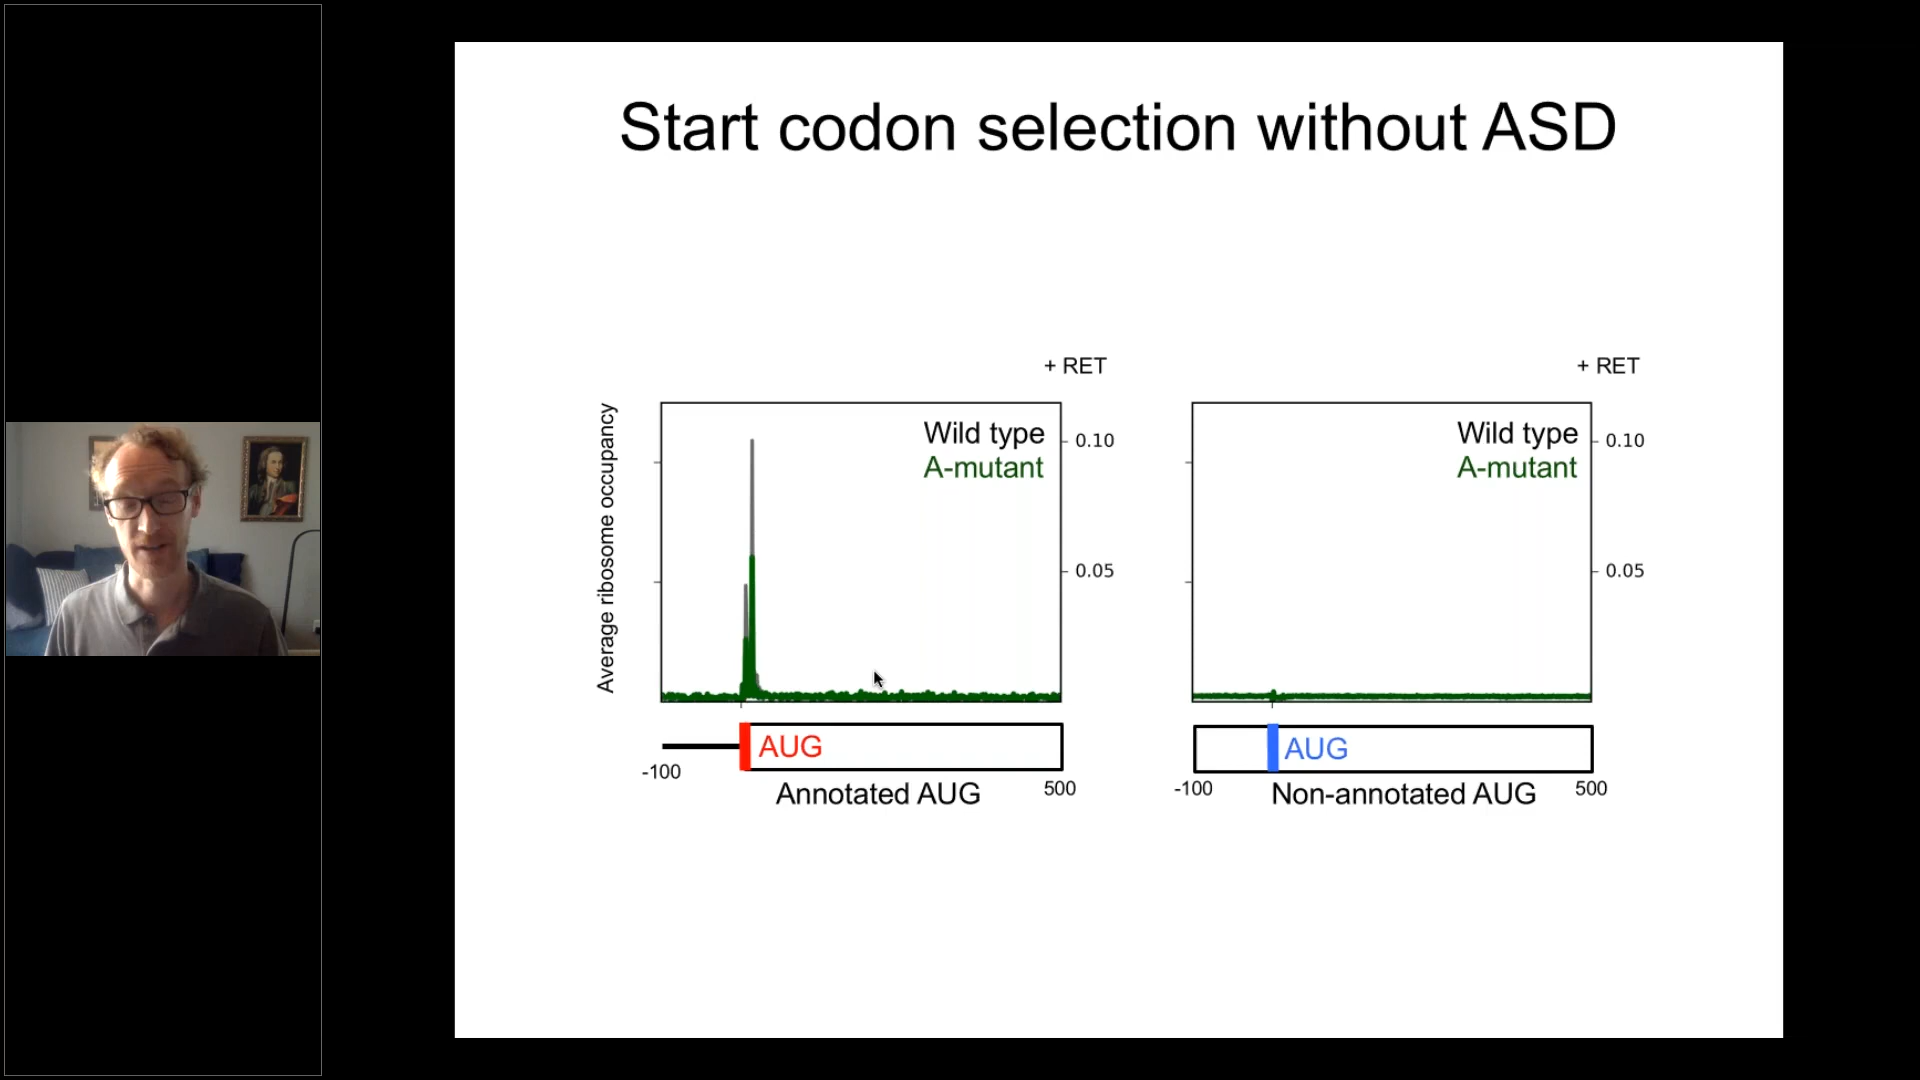 Start codon selection without ASD
+ RET
Average ribosome occupancy
Wild type
A-mutant
0.10
0.05
AUG
-100
500
Annotated AUG
+ RET
Wild type
A-mutant
0.10
0.05
AUG
-100
500
Non-annotated AUG